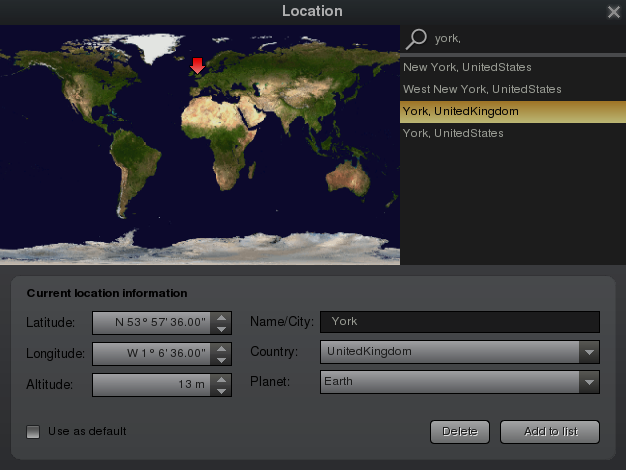 Location
york,
New York, UnitedStates
West New York, UnitedStates
York, UnitedKingdom
York, UnitedStates
Current location information
Latitude: N 53° 57' 36.00" Name/City: York
Longitude: W 1° 6' 36.00" Country: UnitedKingdom
Altitude: 13 m Planet: Earth
Use as default Delete Add to list